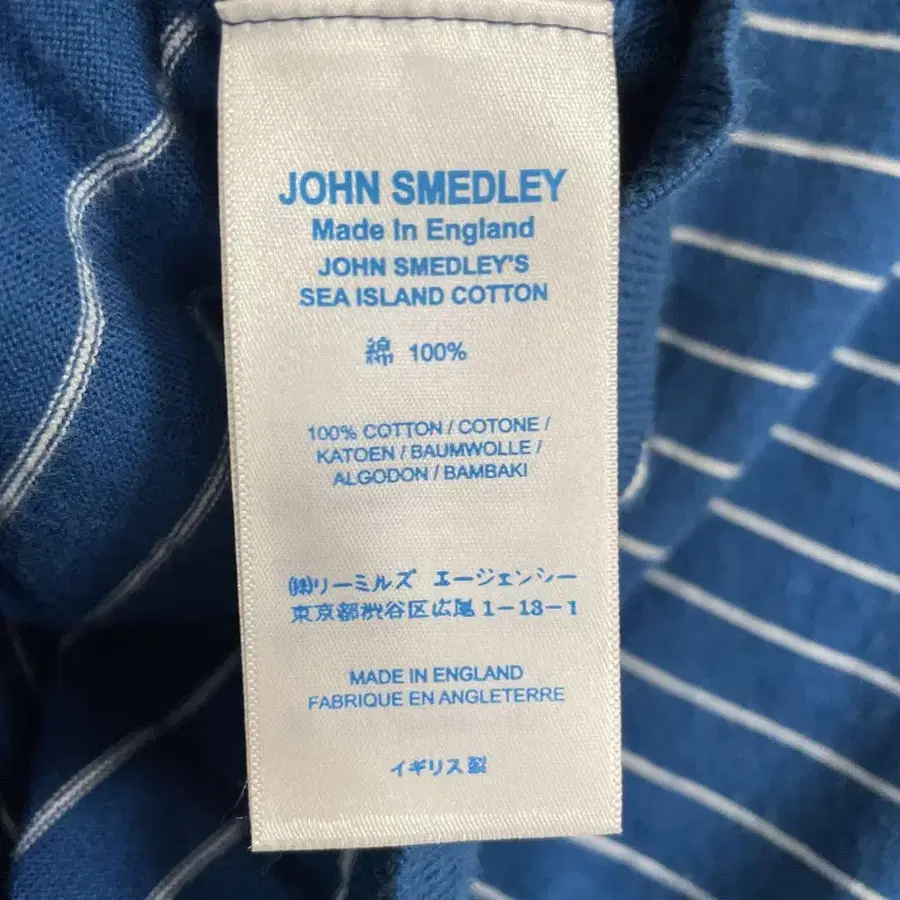 JOHN SMEDLEY
Made In England
JOHN SMEDLEY'S
SEA ISLAND COTTON
綿 100%
100% COTTON / COTONE /
KATOEN / BAUMWOLLE /
ALGODON / BAMBAKI
㈱リーミルズ エージェンシー
東京都渋谷区広尾1-13-1
MADE IN ENGLAND
FABRIQUE EN ANGLETERRE
イギリス製